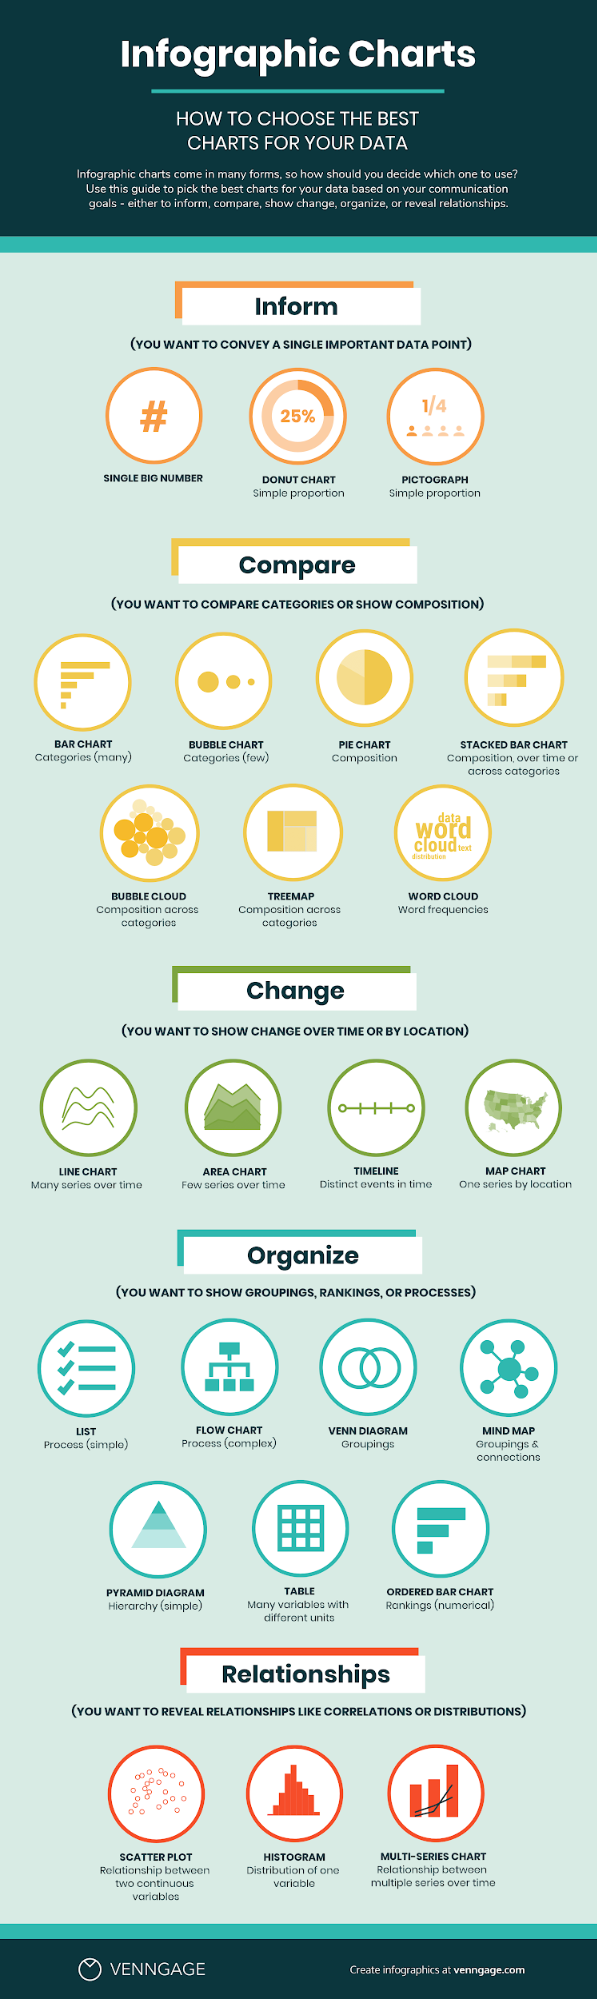 Infographic Charts
HOW TO CHOOSE THE BEST
CHARTS FOR YOUR DATA
Infographic charts come in many forms, so how should you decide which one to use?
Use this guide to pick the best charts for your data based on your communication
goals - either to inform, compare, show change, organize, or reveal relationships.
Inform
(YOU WANT TO CONVEY A SINGLE IMPORTANT DATA POINT)
#
25%
1/4
SINGLE BIG NUMBER
DONUT CHART
Simple proportion
PICTOGRAPH
Simple proportion
Compare
(YOU WANT TO COMPARE CATEGORIES OR SHOW COMPOSITION)
BAR CHART
Categories (many)
BUBBLE CHART
Categories (few)
PIE CHART
Composition
STACKED BAR CHART
Composition, over time or
across categories
data
word
cloud text
distribution
BUBBLE CLOUD
Composition across
categories
TREEMAP
Composition across
categories
WORD CLOUD
Word frequencies
Change
(YOU WANT TO SHOW CHANGE OVER TIME OR BY LOCATION)
LINE CHART
Many series over time
AREA CHART
Few series over time
TIMELINE
Distinct events in time
MAP CHART
One series by location
Organize
(YOU WANT TO SHOW GROUPINGS, RANKINGS, OR PROCESSES)
LIST
Process (simple)
FLOW CHART
Process (complex)
VENN DIAGRAM
Groupings
MIND MAP
Groupings &
connections
PYRAMID DIAGRAM
Hierarchy (simple)
TABLE
Many variables with
different units
ORDERED BAR CHART
Rankings (numerical)
Relationships
(YOU WANT TO REVEAL RELATIONSHIPS LIKE CORRELATIONS OR DISTRIBUTIONS)
SCATTER PLOT
Relationship between
two continuous
variables
HISTOGRAM
Distribution of one
variable
MULTI-SERIES CHART
Relationship between
multiple series over time
VENNGAGE
Create infographics at venngage.com